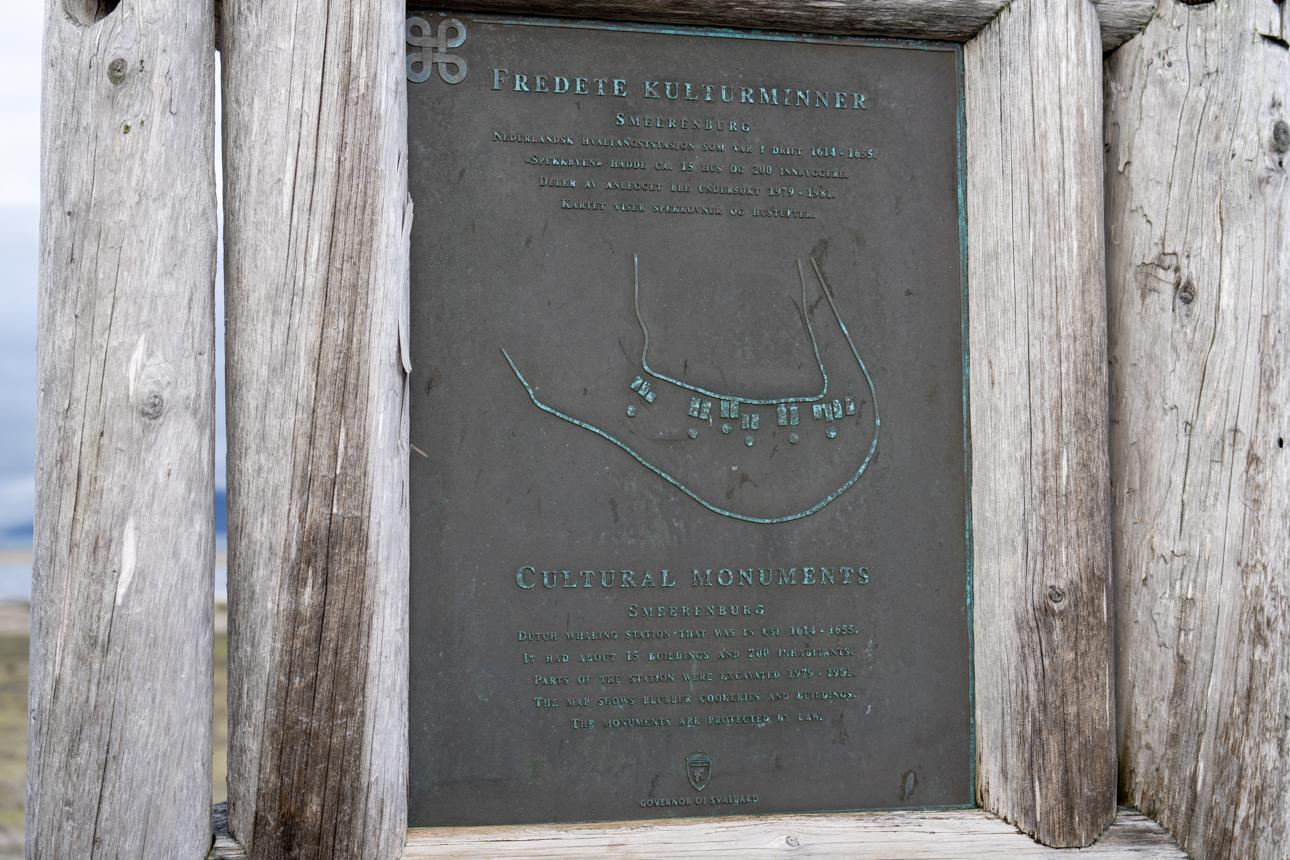 FREDETE KULTURMINNER
SMEERENBURG
NEDERLANDSK HVALFANGSTSTASJON SOM VAR I DRIFT 1614 - 1655.
«SPEKKBYEN» HADDE CA. 15 HUS OG 200 INNBYGGERE.
DELER AV ANLEGGET BLE UNDERSØKT 1979 - 1981.
KARTET VISER SPEKKOVNER OG HUSTUFTER.
CULTURAL MONUMENTS
SMEERENBURG
DUTCH WHALING STATION THAT WAS IN USE 1614 - 1655.
IT HAD ABOUT 15 BUILDINGS AND 200 INHABITANTS.
PARTS OF THE STATION WERE EXCAVATED 1979 - 1981.
THE MAP SHOWS BLUBBER COOKERIES AND BUILDINGS.
THE MONUMENTS ARE PROTECTED BY LAW.
GOVERNOR OF SVALBARD